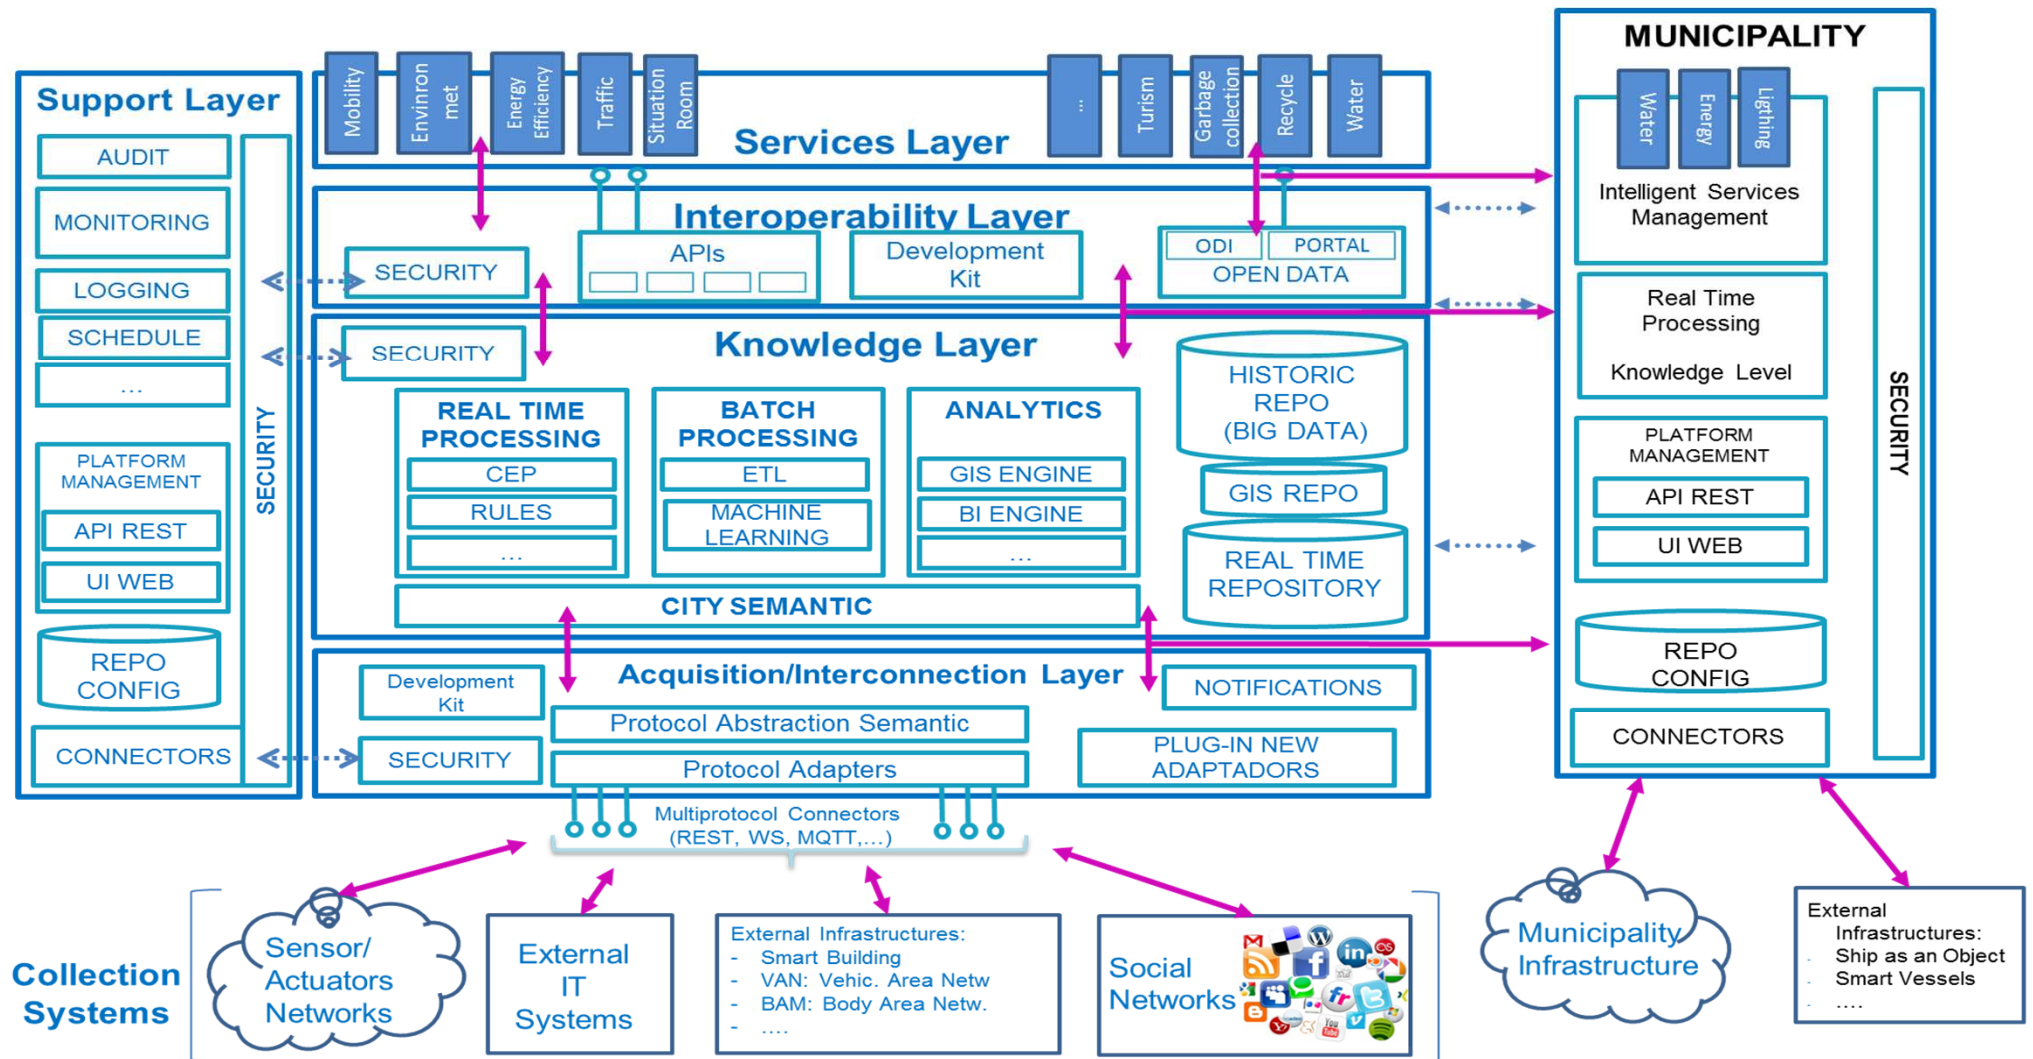 Support Layer
AUDIT
MONITORING
LOGGING
SCHEDULE
...
PLATFORM
MANAGEMENT
API REST
UI WEB
REPO
CONFIG
CONNECTORS
SECURITY
Mobility
Envinron
met
Energy
Efficiency
Traffic
Situation
Room
Services Layer
...
Turism
Garbage
collection
Recycle
Water
Interoperability Layer
SECURITY
APIs
Development
Kit
ODI
PORTAL
OPEN DATA
Knowledge Layer
SECURITY
REAL TIME
PROCESSING
CEP
RULES
...
BATCH
PROCESSING
ETL
MACHINE
LEARNING
ANALYTICS
GIS ENGINE
BI ENGINE
...
HISTORIC
REPO
(BIG DATA)
GIS REPO
REAL TIME
REPOSITORY
CITY SEMANTIC
Acquisition/Interconnection Layer
Development
Kit
SECURITY
Protocol Abstraction Semantic
Protocol Adapters
NOTIFICATIONS
PLUG-IN NEW
ADAPTADORS
Multiprotocol Connectors
(REST, WS, MQTT,...)
MUNICIPALITY
Water
Energy
Ligthing
Intelligent Services
Management
Real Time
Processing
Knowledge Level
PLATFORM
MANAGEMENT
API REST
UI WEB
REPO
CONFIG
CONNECTORS
SECURITY
Collection
Systems
Sensor/
Actuators
Networks
External
IT
Systems
External Infrastructures:
- Smart Building
- VAN: Vehic. Area Netw
- BAM: Body Area Netw.
- ....
Social
Networks
Municipality
Infrastructure
External
Infrastructures:
. Ship as an Object
. Smart Vessels
. ....